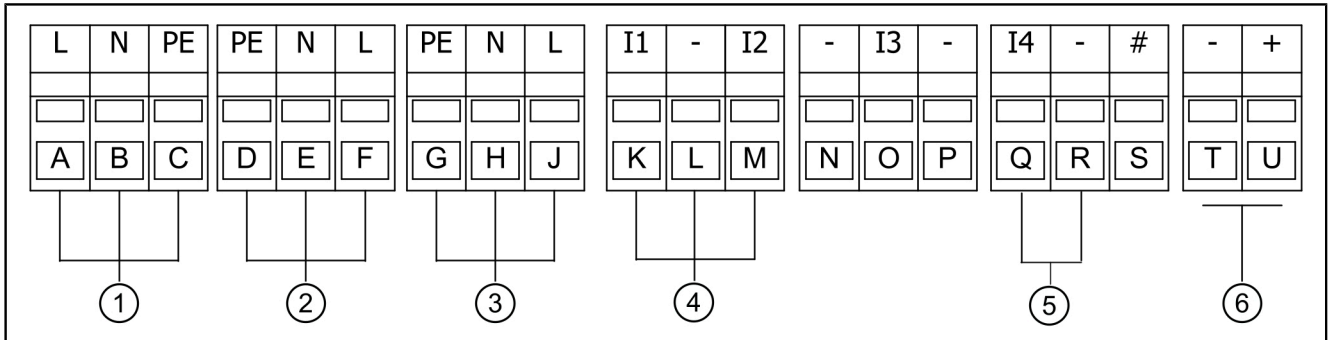 L N PE PE N L PE N L I1 - I2 - I3 - I4 - # - +
A B C D E F G H J K L M N O P Q R S T U
1 2 3 4 5 6